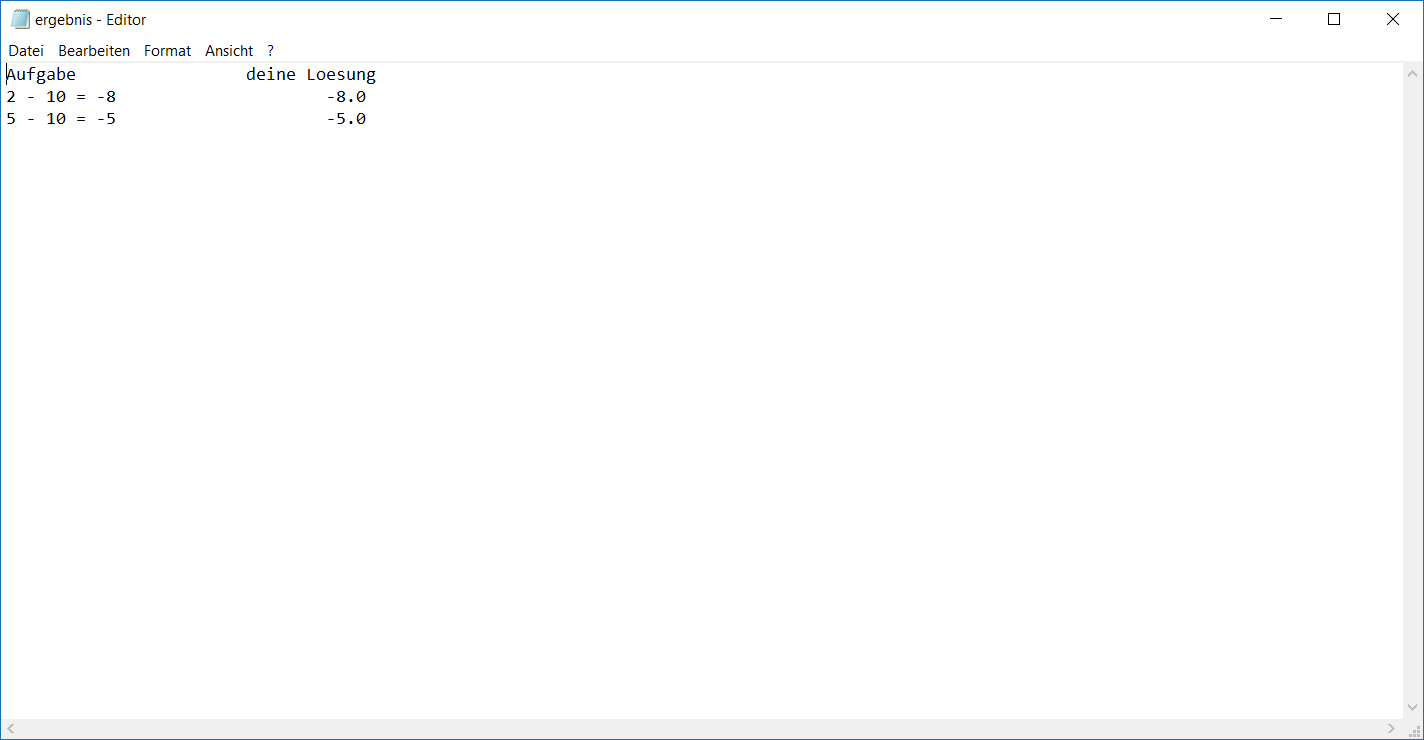 ergebnis - Editor
Datei Bearbeiten Format Ansicht ?
Aufgabe                 deine Loesung
2 - 10 = -8                     -8.0
5 - 10 = -5                     -5.0